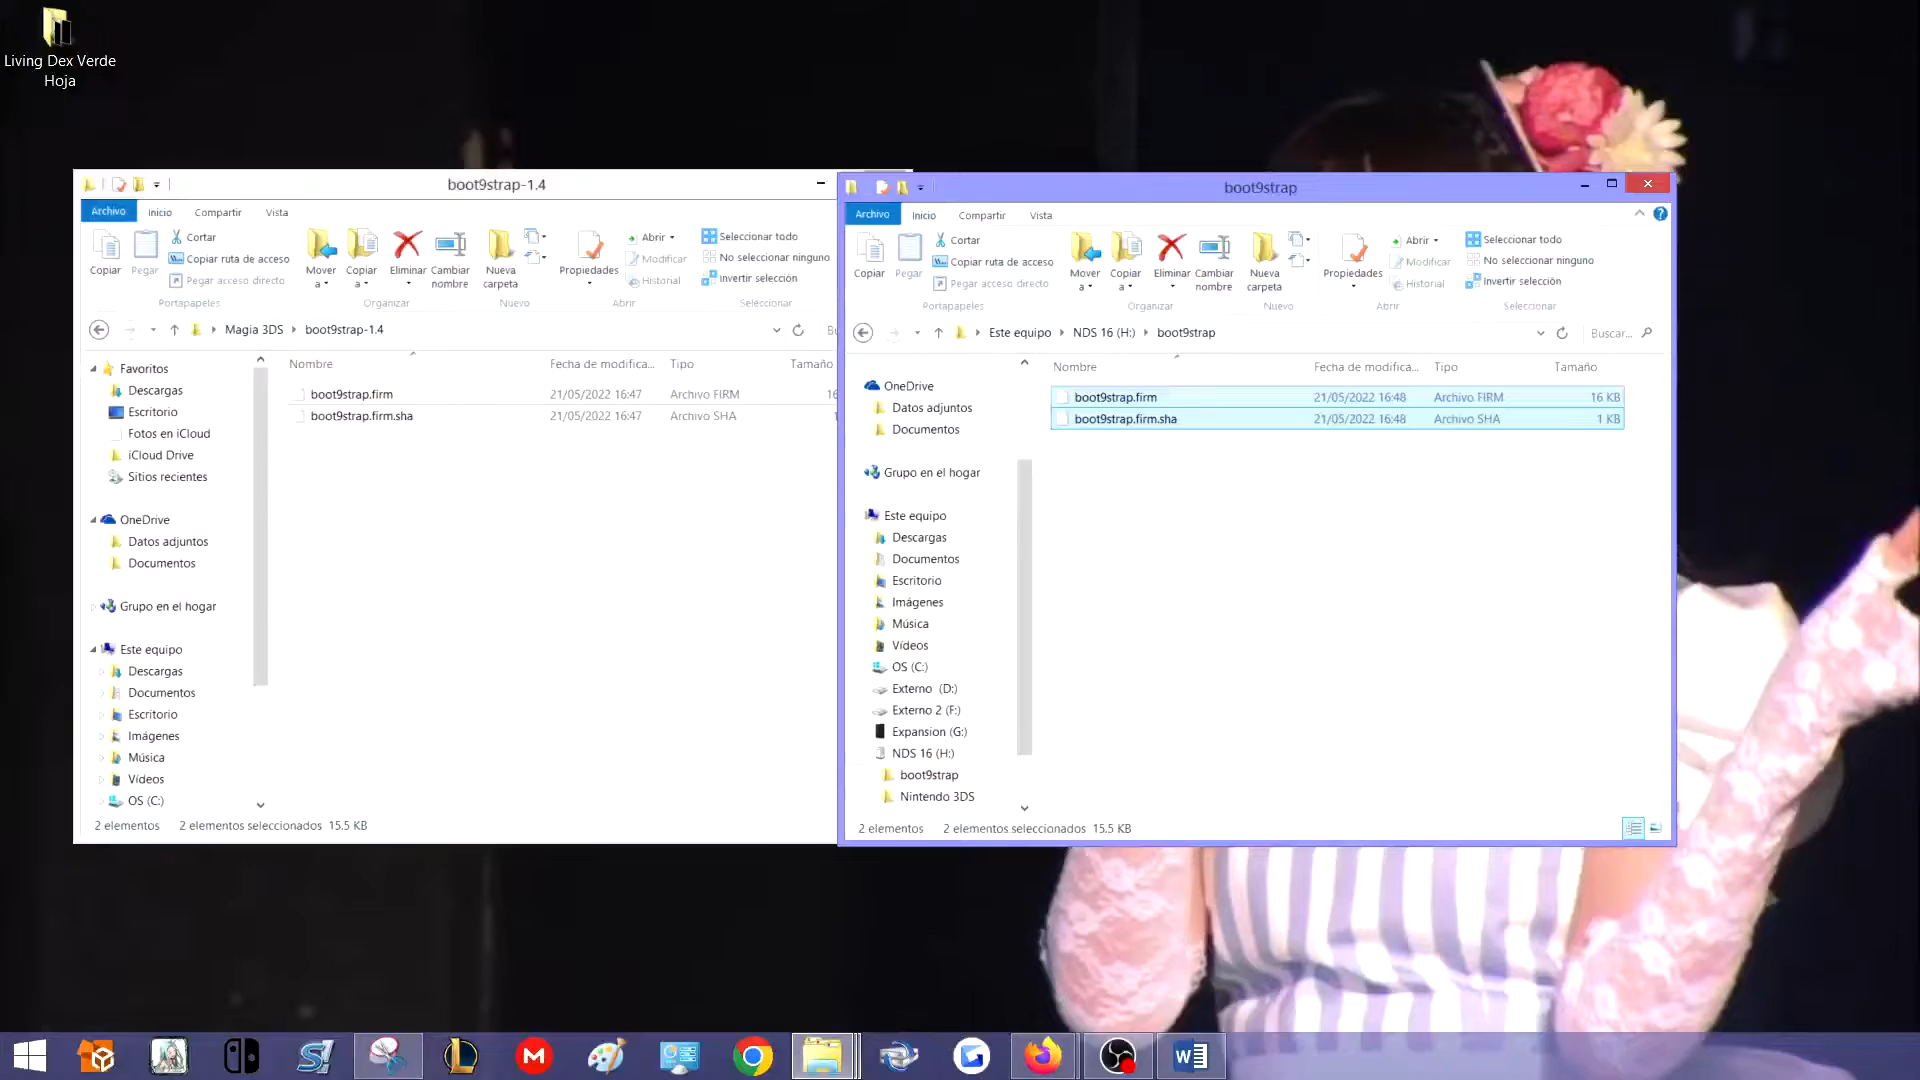 Living Dex Verde
Hoja
boot9strap-1.4
Archivo Inicio Compartir Vista
Copiar
Pegar
Cortar
Copiar ruta de acceso
Pegar acceso directo
Portapapeles
Mover a
Copiar a
Eliminar
Cambiar nombre
Organizar
Nueva carpeta
Nuevo
Propiedades
Abrir
Modificar
Historial
Abrir
Seleccionar todo
No seleccionar ninguno
Invertir selección
Seleccionar
Magia 3DS boot9strap-1.4
Nombre Fecha de modifica... Tipo Tamaño
boot9strap.firm 21/05/2022 16:47 Archivo FIRM
boot9strap.firm.sha 21/05/2022 16:47 Archivo SHA
Favoritos
Descargas
Escritorio
Fotos en iCloud
iCloud Drive
Sitios recientes
OneDrive
Datos adjuntos
Documentos
Grupo en el hogar
Este equipo
Descargas
Documentos
Escritorio
Imágenes
Música
Vídeos
OS (C:)
2 elementos 2 elementos seleccionados 15.5 KB
boot9strap
Archivo Inicio Compartir Vista
Copiar
Pegar
Cortar
Copiar ruta de acceso
Pegar acceso directo
Portapapeles
Mover a
Copiar a
Eliminar
Cambiar nombre
Organizar
Nueva carpeta
Nuevo
Propiedades
Abrir
Modificar
Historial
Abrir
Seleccionar todo
No seleccionar ninguno
Invertir selección
Seleccionar
Este equipo NDS 16 (H:) boot9strap
Buscar...
Nombre Fecha de modifica... Tipo Tamaño
boot9strap.firm 21/05/2022 16:48 Archivo FIRM 16 KB
boot9strap.firm.sha 21/05/2022 16:48 Archivo SHA 1 KB
OneDrive
Datos adjuntos
Documentos
Grupo en el hogar
Este equipo
Descargas
Documentos
Escritorio
Imágenes
Música
Vídeos
OS (C:)
Externo (D:)
Externo 2 (F:)
Expansion (G:)
NDS 16 (H:)
boot9strap
Nintendo 3DS
2 elementos 2 elementos seleccionados 15.5 KB